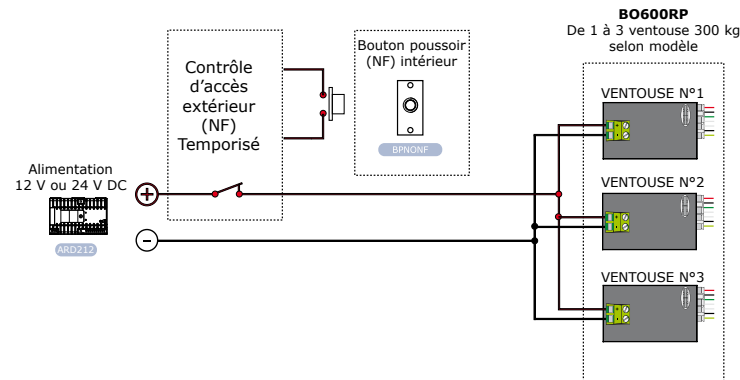 BO600RP
De 1 à 3 ventouse 300 kg
selon modèle
Contrôle
d'accès
extérieur
(NF)
Temporisé
Bouton poussoir
(NF) intérieur
BPNONF
VENTOUSE N°1
Alimentation
12 V ou 24 V DC
+
-
ARD212
VENTOUSE N°2
VENTOUSE N°3